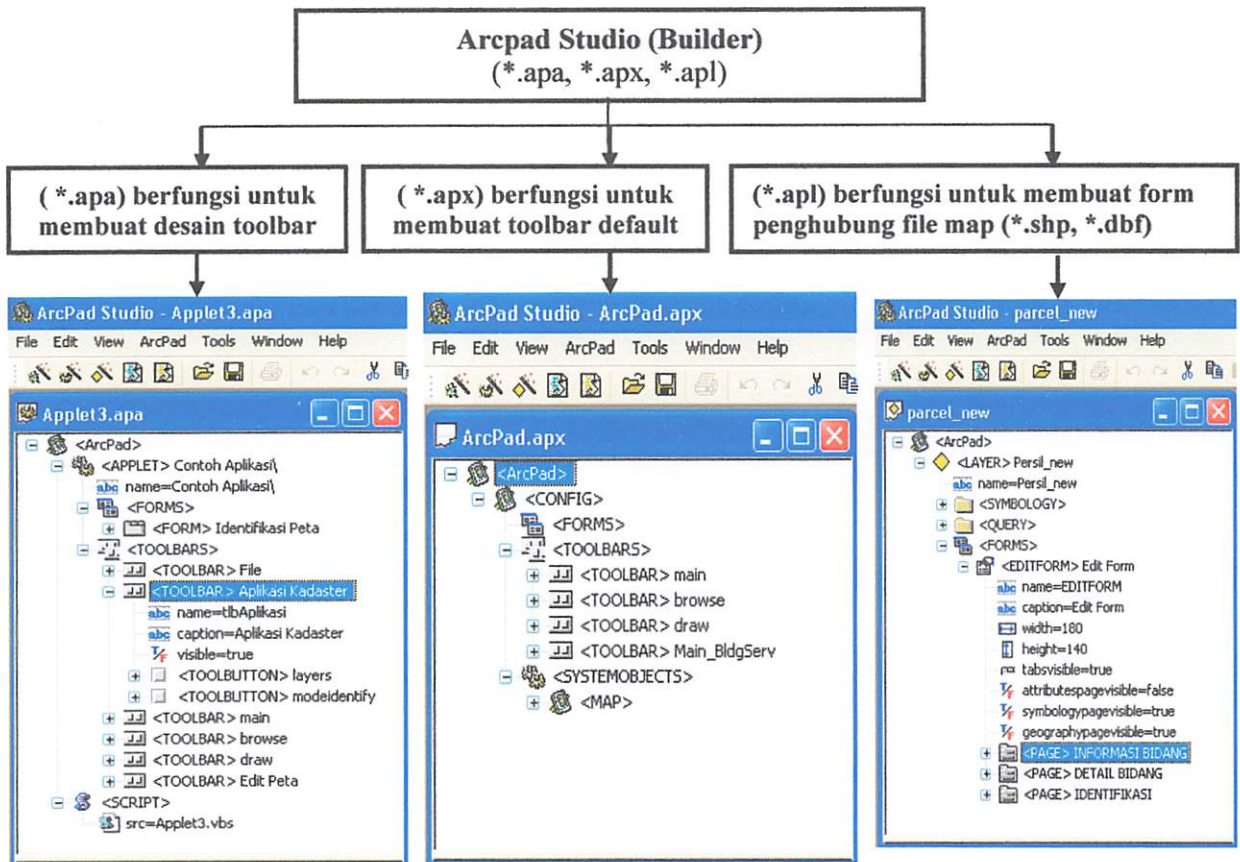 Arcpad Studio (Builder)
(*.apa, *.apx, *.apl)
( *.apa) berfungsi untuk
membuat desain toolbar
( *.apx) berfungsi untuk
membuat toolbar default
(*.apl) berfungsi untuk membuat form
penghubung file map (*.shp, *.dbf)
ArcPad Studio - Applet3.apa
File Edit View ArcPad Tools Window Help
Applet3.apa
<ArcPad>
<APPLET> Contoh Aplikasi\
abc name=Contoh Aplikasi\
<FORMS>
<FORM> Identifikasi Peta
<TOOLBARS>
<TOOLBAR> File
<TOOLBAR> Aplikasi Kadaster
abc name=tlbAplikasi
abc caption=Aplikasi Kadaster
T/F visible=true
<TOOLBUTTON> layers
<TOOLBUTTON> modeidentify
<TOOLBAR> main
<TOOLBAR> browse
<TOOLBAR> draw
<TOOLBAR> Edit Peta
<SCRIPT>
src=Applet3.vbs
ArcPad Studio - ArcPad.apx
File Edit View ArcPad Tools Window Help
ArcPad.apx
<ArcPad>
<CONFIG>
<FORMS>
<TOOLBARS>
<TOOLBAR> main
<TOOLBAR> browse
<TOOLBAR> draw
<TOOLBAR> Main_BldgServ
<SYSTEMOBJECTS>
<MAP>
ArcPad Studio - parcel_new
File Edit View ArcPad Tools Window Help
parcel_new
<ArcPad>
<LAYER> Persil_new
abc name=Persil_new
<SYMBOLOGY>
<QUERY>
<FORMS>
<EDITFORM> Edit Form
abc name=EDITFORM
abc caption=Edit Form
width=180
height=140
tabsvisible=true
T/F attributespagevisible=false
T/F symbologypagevisible=true
T/F geographypagevisible=true
<PAGE> INFORMASI BIDANG
<PAGE> DETAIL BIDANG
<PAGE> IDENTIFIKASI